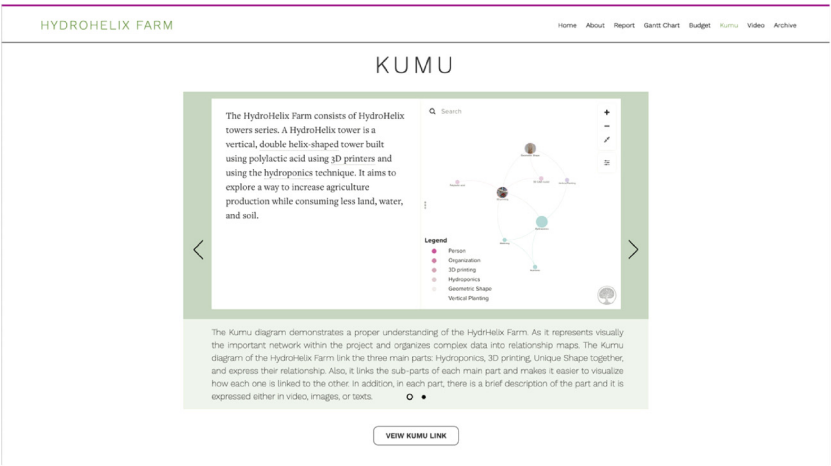 HYDROHELIX FARM
Home About Report Gantt Chart Budget Kumu Video Archive
KUMU
The HydroHelix Farm consists of HydroHelix
towers series. A HydroHelix tower is a
vertical, double helix-shaped tower built
using polylactic acid using 3D printers and
using the hydroponics technique. It aims to
explore a way to increase agriculture
production while consuming less land, water,
and soil.
Search
Legend
Person
Organization
3D printing
Hydroponics
Geometric Shape
Vertical Planting
The Kumu diagram demonstrates a proper understanding of the HydrHelix Farm. As it represents visually
the important network within the project and organizes complex data into relationship maps. The Kumu
diagram of the HydroHelix Farm link the three main parts: Hydroponics, 3D printing, Unique Shape together,
and express their relationship. Also, it links the sub-parts of each main part and makes it easier to visualize
how each one is linked to the other. In addition, in each part, there is a brief description of the part and it is
expressed either in video, images, or texts.
VEIW KUMU LINK